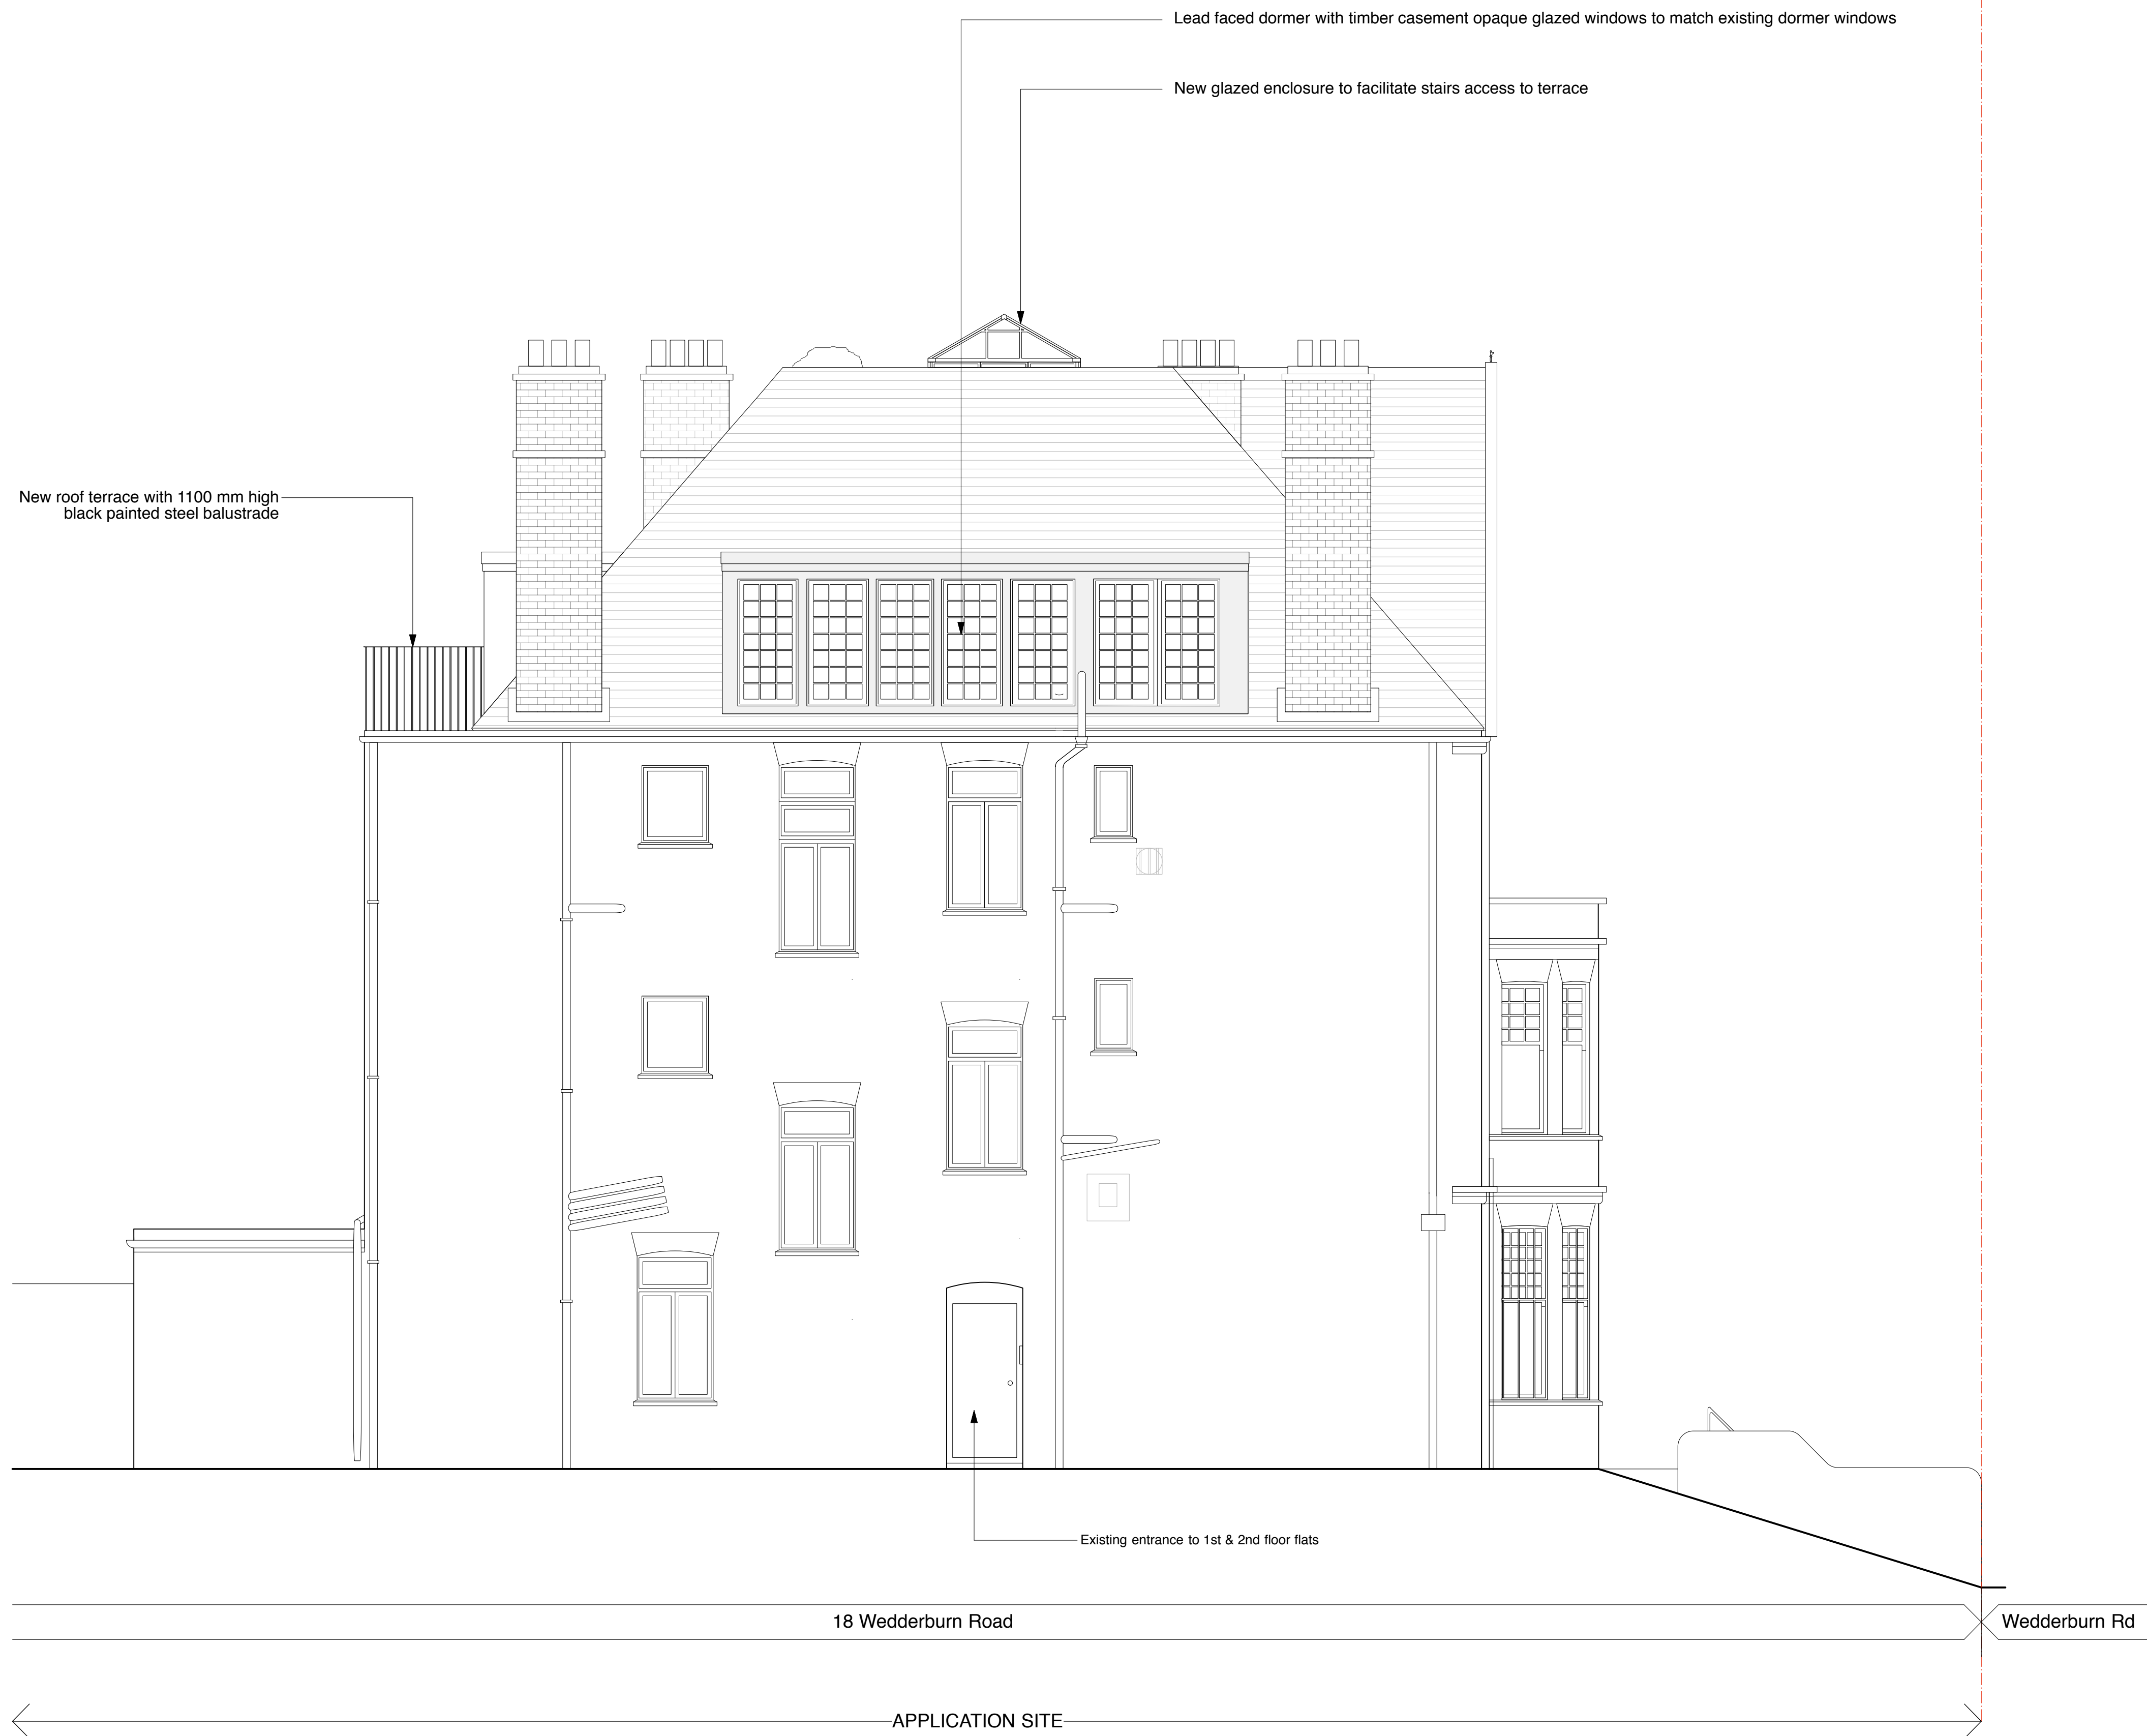 Lead faced dormer with timber casement opaque glazed windows to match existing dormer windows
New glazed enclosure to facilitate stairs access to terrace
New roof terrace with 1100 mm high
black painted steel balustrade
Existing entrance to 1st & 2nd floor flats
18 Wedderburn Road
Wedderburn Rd
APPLICATION SITE